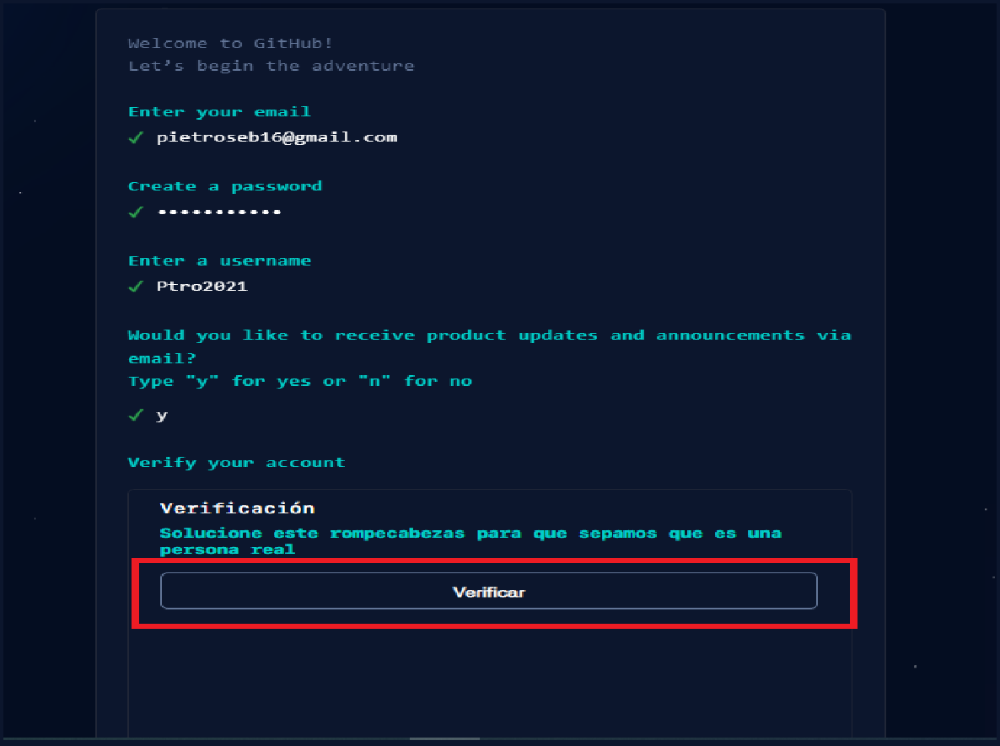 Welcome to GitHub!
Let’s begin the adventure
Enter your email
✓ pietroseb16@gmail.com
Create a password
✓ •••••••••••
Enter a username
✓ Ptro2021
Would you like to receive product updates and announcements via
email?
Type "y" for yes or "n" for no
✓ y
Verify your account
Verificación
Solucione este rompecabezas para que sepamos que es una
persona real
Verificar